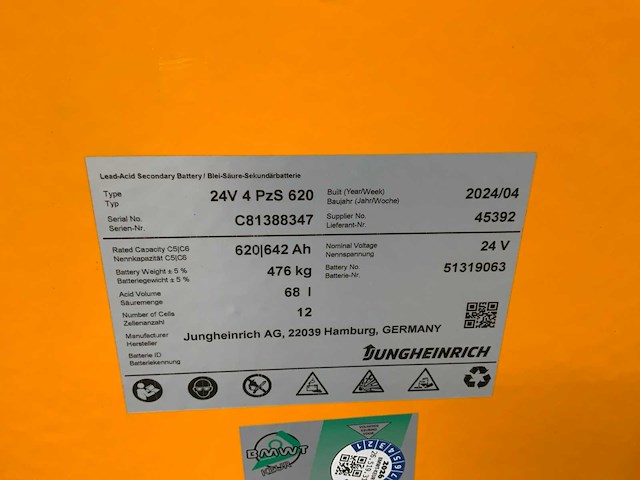 Lead-Acid Secondary Battery / Blei-Säure-Sekundärbatterie
Type 24V 4 PzS 620 Built (Year/Week) 2024/04
Typ Baujahr (Jahr/Woche)
Serial No. C81388347 Supplier No. 45392
Serien-Nr. Lieferant-Nr.
Rated Capacity C5|C6 620|642 Ah Nominal Voltage 24 V
Nennkapazität C5|C6 Nennspannung
Battery Weight ± 5 % 476 kg Battery No. 51319063
Batteriegewicht ± 5 % Batterie-Nr.
Acid Volume 68 l
Säuremenge
Number of Cells 12
Zellenanzahl
Manufacturer Jungheinrich AG, 22039 Hamburg, GERMANY
Hersteller
Batterie ID
Batteriekennung
JUNGHEINRICH
BMWT
KEUR
2026